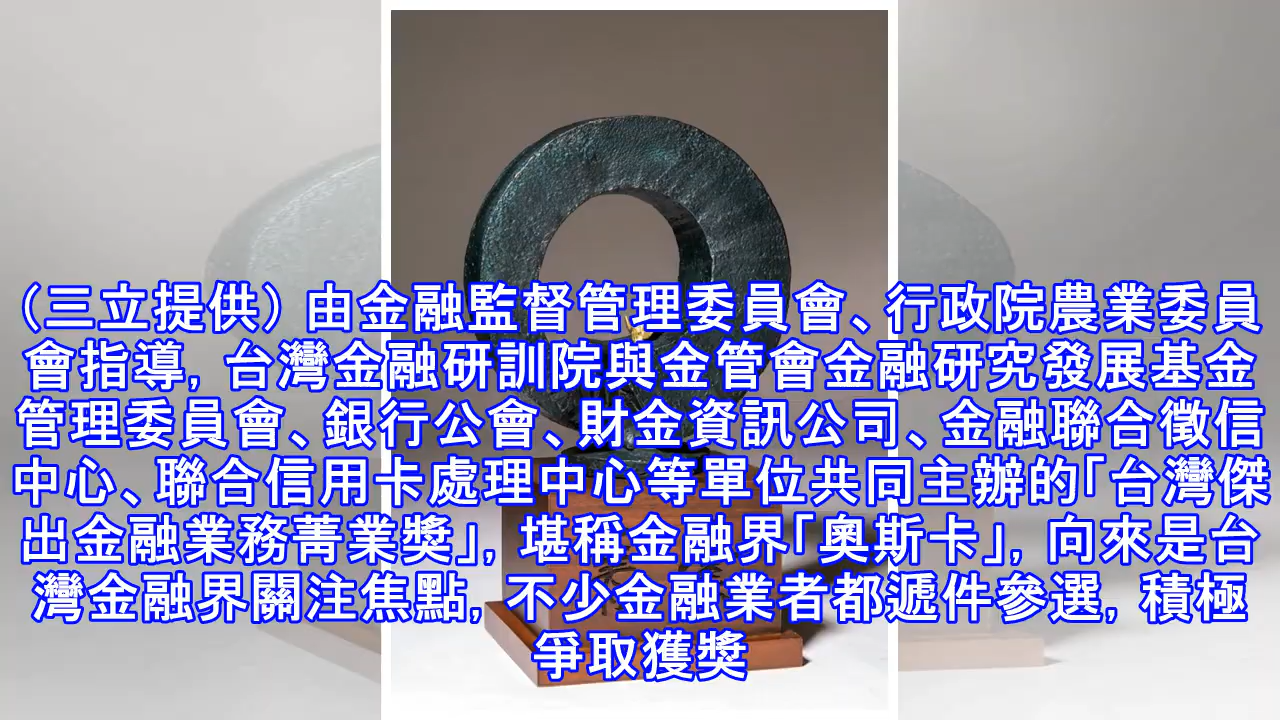 (三立提供) 由金融監督管理委員會、行政院農業委員
會指導, 台灣金融研訓院與金管會金融研究發展基金
管理委員會、銀行公會、財金資訊公司、金融聯合徵信
中心、聯合信用卡處理中心等單位共同主辦的「台灣傑
出金融業務菁業獎」, 堪稱金融界「奧斯卡」, 向來是台
灣金融界關注焦點, 不少金融業者都遞件參選, 積極
爭取獲獎